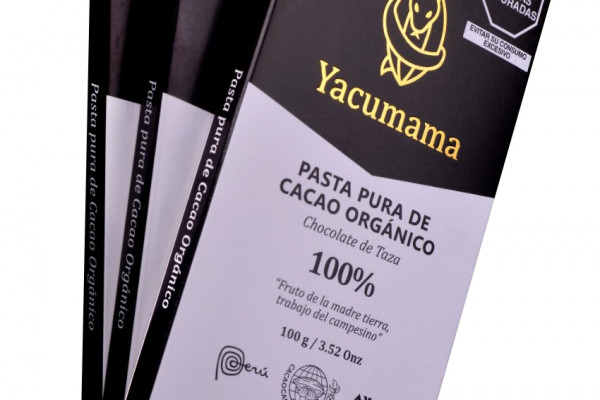 URADAS
EVITAR SU CONSUMO
EXCESIVO
Yacumama
PASTA PURA DE
CACAO ORGÁNICO
Chocolate de Taza
100%
"Fruto de la madre tierra,
trabajo del campesino"
100 g / 3.52 Onz
Perú
Pasta pura de Cacao Orgánico
Pasta pura de Cacao Orgánico
Pasta pura de Cacao Orgánico